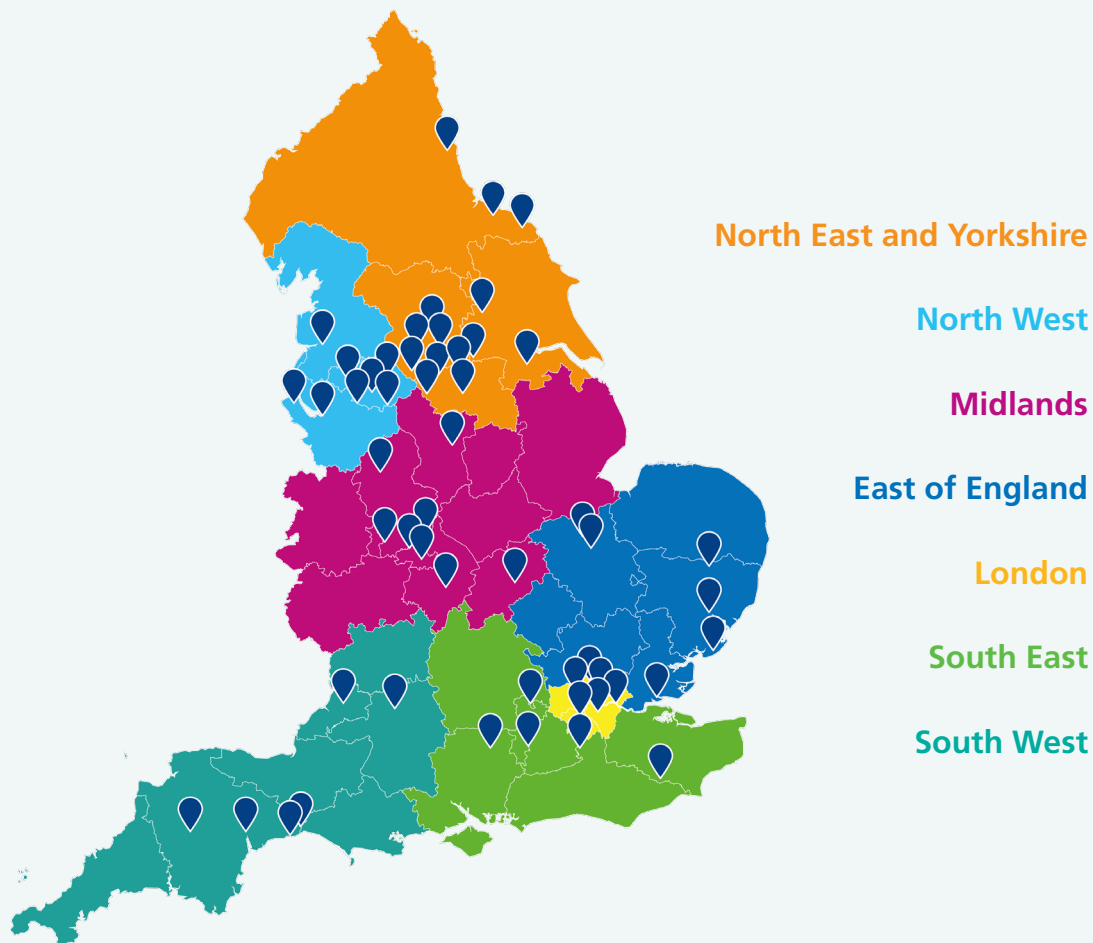 North East and Yorkshire
North West
Midlands
East of England
London
South East
South West